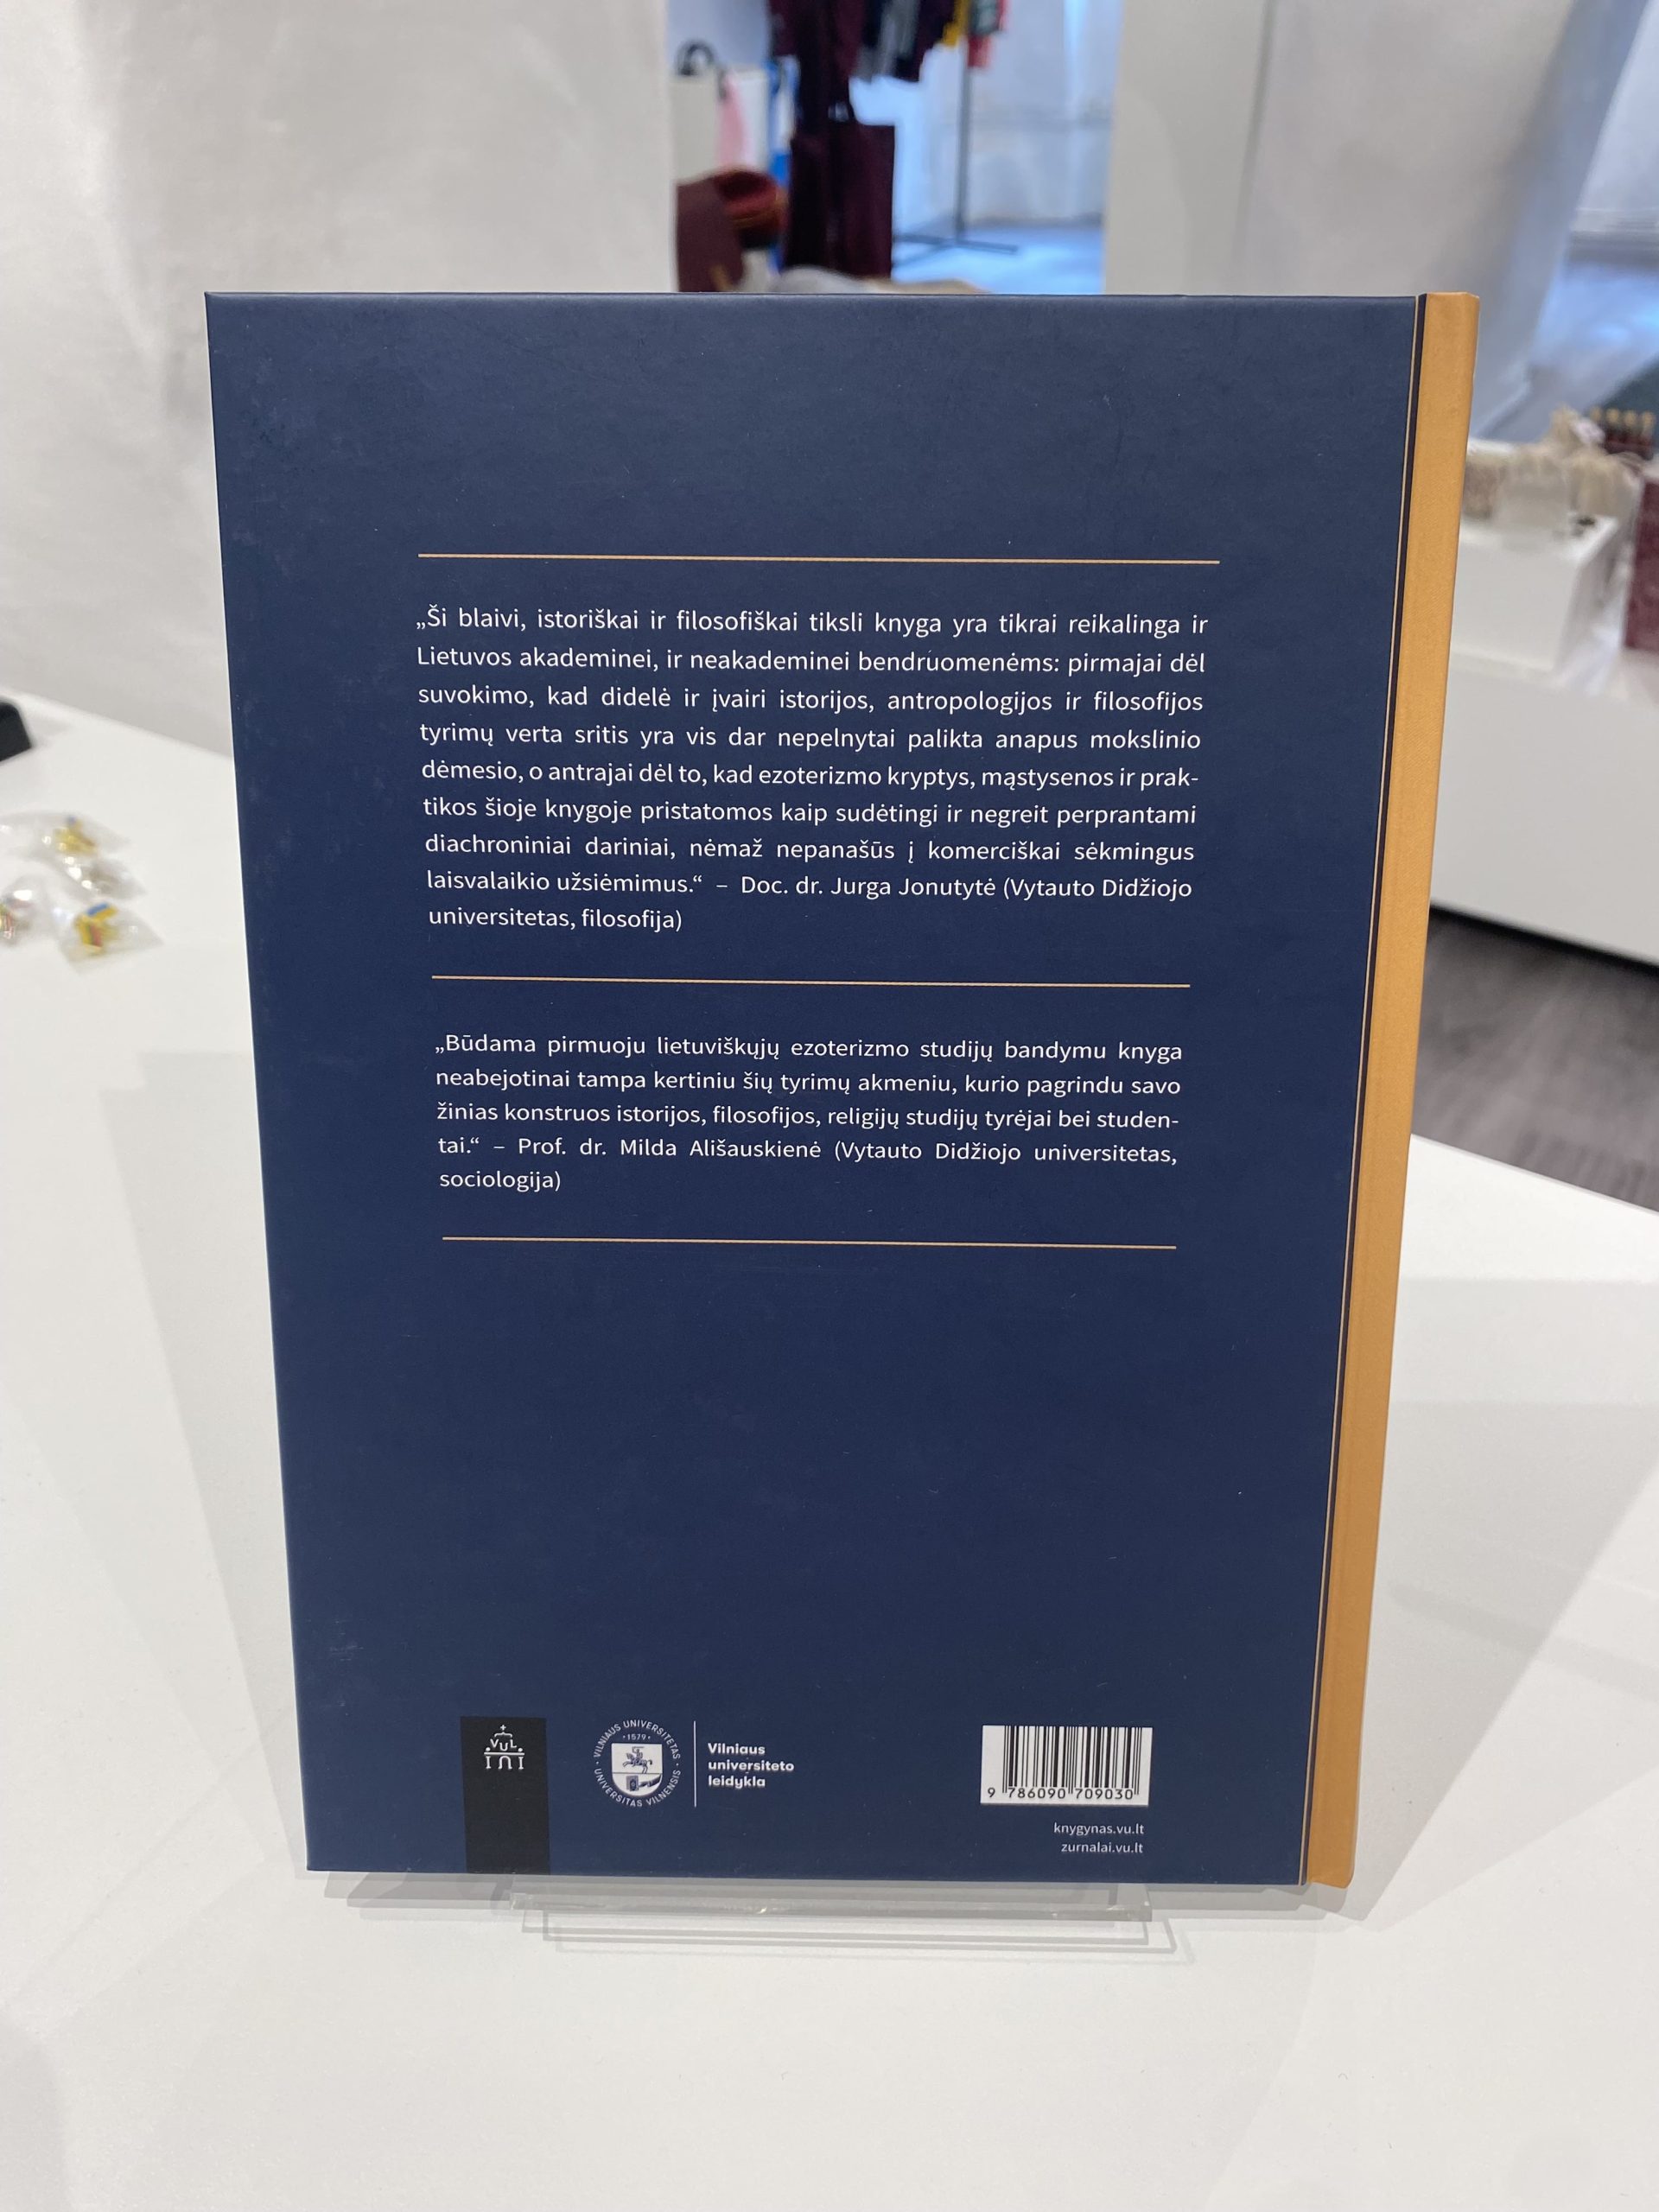 „Ši blaivi, istoriškai ir filosofiškai tiksli knyga yra tikrai reikalinga ir
Lietuvos akademinei, ir neakademinei bendruomenėms: pirmajai dėl
suvokimo, kad didelė ir įvairi istorijos, antropologijos ir filosofijos
tyrimų verta sritis yra vis dar nepelnytai palikta anapus mokslinio
dėmesio, o antrajai dėl to, kad ezoterizmo kryptys, mąstysenos ir prak-
tikos šioje knygoje pristatomos kaip sudėtingi ir negreit perprantami
diachroniniai dariniai, nėmaž nepanašūs į komerciškai sėkmingus
laisvalaikio užsiėmimus.“ – Doc. dr. Jurga Jonutytė (Vytauto Didžiojo
universitetas, filosofija)
„Būdama pirmuoju lietuviškųjų ezoterizmo studijų bandymu knyga
neabejotinai tampa kertiniu šių tyrimų akmeniu, kurio pagrindu savo
žinias konstruos istorijos, filosofijos, religijų studijų tyrėjai bei studen-
tai.“ – Prof. dr. Milda Ališauskienė (Vytauto Didžiojo universitetas,
sociologija)
VUL
VILNIAUS UNIVERSITETAS · UNIVERSITAS VILNENSIS
·1579·
Vilniaus
universiteto
leidykla
9 786090 709030
knygynas.vu.lt
zurnalai.vu.lt